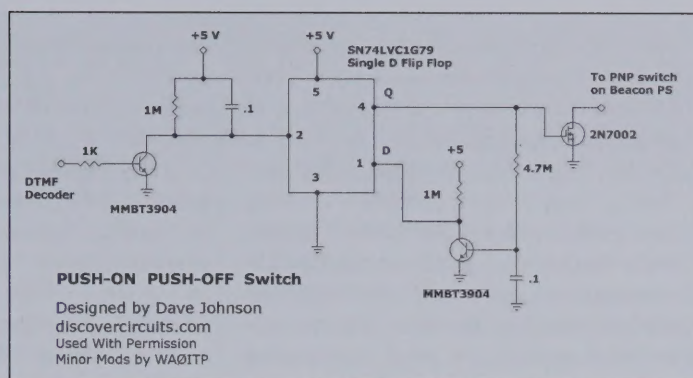 +5 V
+5 V
SN74LVC1G79
Single D Flip Flop
To PNP switch
on Beacon PS
5
Q
4
2N7002
1M
.1
2
D
+5
1
4.7M
1K
3
1M
DTMF
Decoder
MMBT3904
.1
MMBT3904
PUSH-ON PUSH-OFF Switch
Designed by Dave Johnson
discovercircuits.com
Used With Permission
Minor Mods by WAØITP